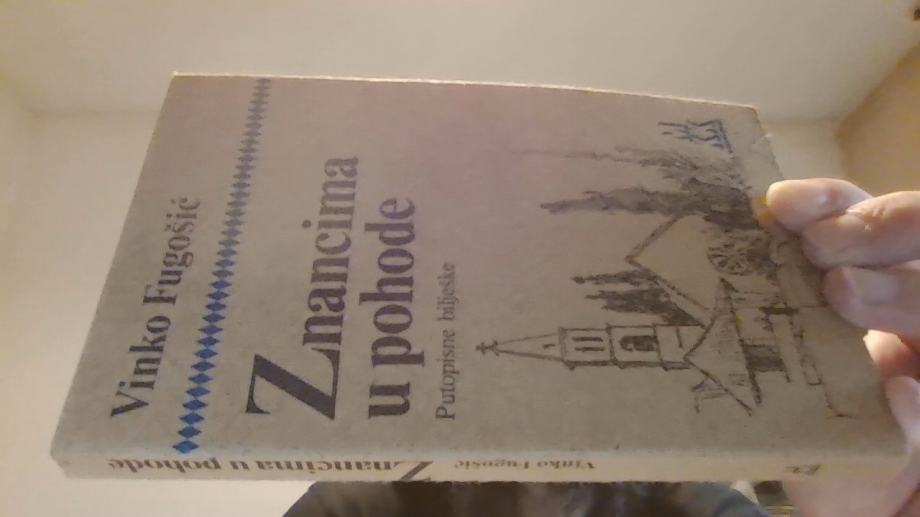 Vinko Fugošić
Znancima
u pohode
Putopisne bilješke
Znancima u pohode
Vinko Fugošić